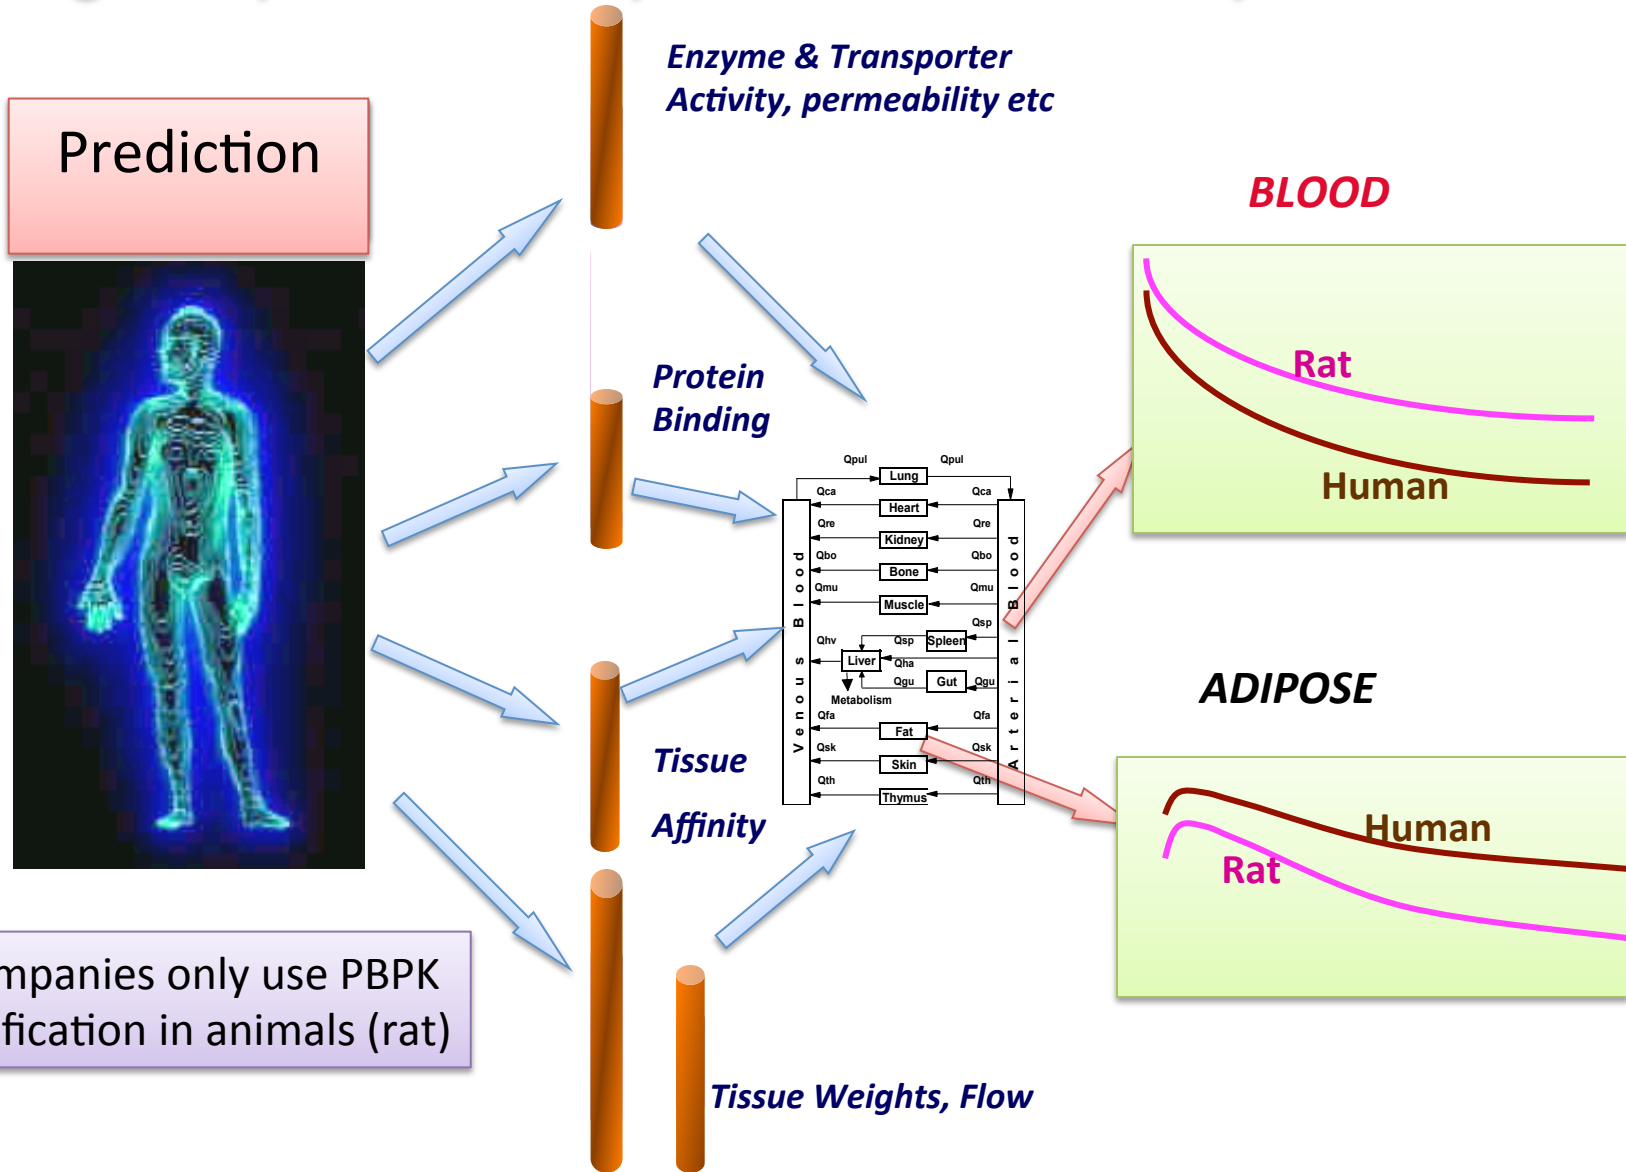 Prediction
Enzyme & Transporter
Activity, permeability etc
Protein
Binding
Tissue
Affinity
Tissue Weights, Flow
only use PBPK
in animals (rat)
Qpul
Lung
Qpul
Qca
Heart
Qca
Qre
Kidney
Qre
Qbo
Bone
Qbo
Qmu
Muscle
Qmu
Qsp
Qhv
Qsp
Spleen
Liver
Qha
Qgu
Gut
Qgu
Metabolism
Qfa
Fat
Qfa
Qsk
Skin
Qsk
Qth
Thymus
Qth
Venous Blood
Arterial Blood
BLOOD
Rat
Human
ADIPOSE
Human
Rat